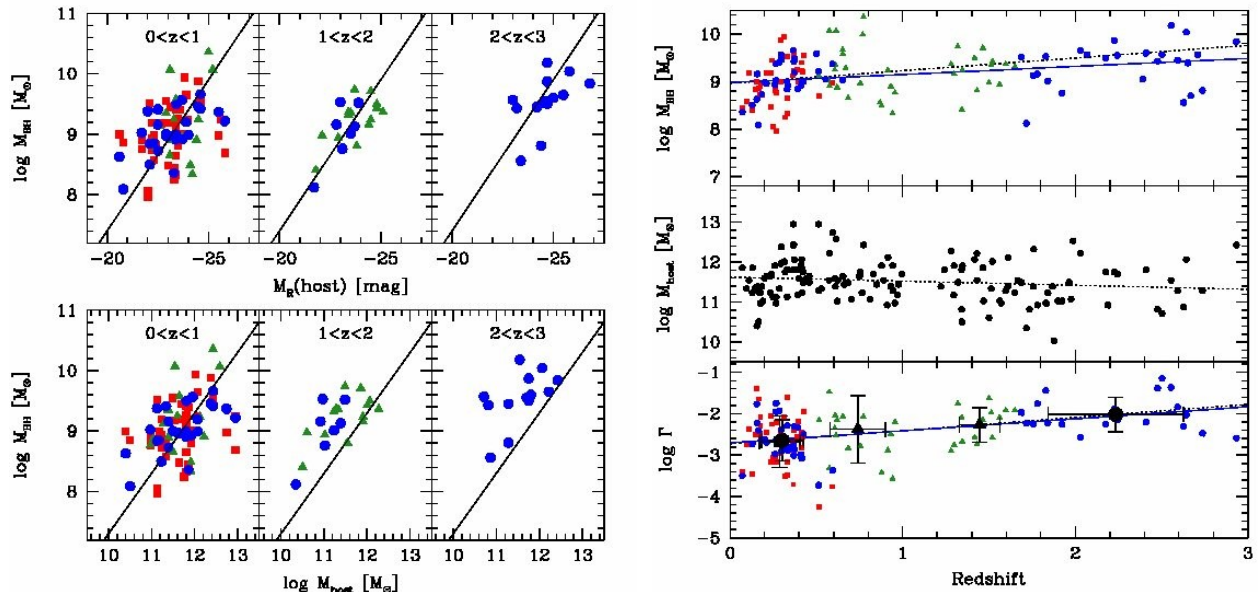 11
10
9
8
log M_BH [M_⊙]
0<z<1
1<z<2
2<z<3
-20 -25 -20 -25 -20 -25
M_R(host) [mag]
11
10
9
8
log M_BH [M_⊙]
0<z<1
1<z<2
2<z<3
10 11 12 13 10 11 12 13 10 11 12 13
log M_host [M_⊙]
10
9
8
7
log M_BH [M_⊙]
13
12
11
10
log M_host [M_⊙]
-1
-2
-3
-4
-5
log Γ
0 1 2 3
Redshift